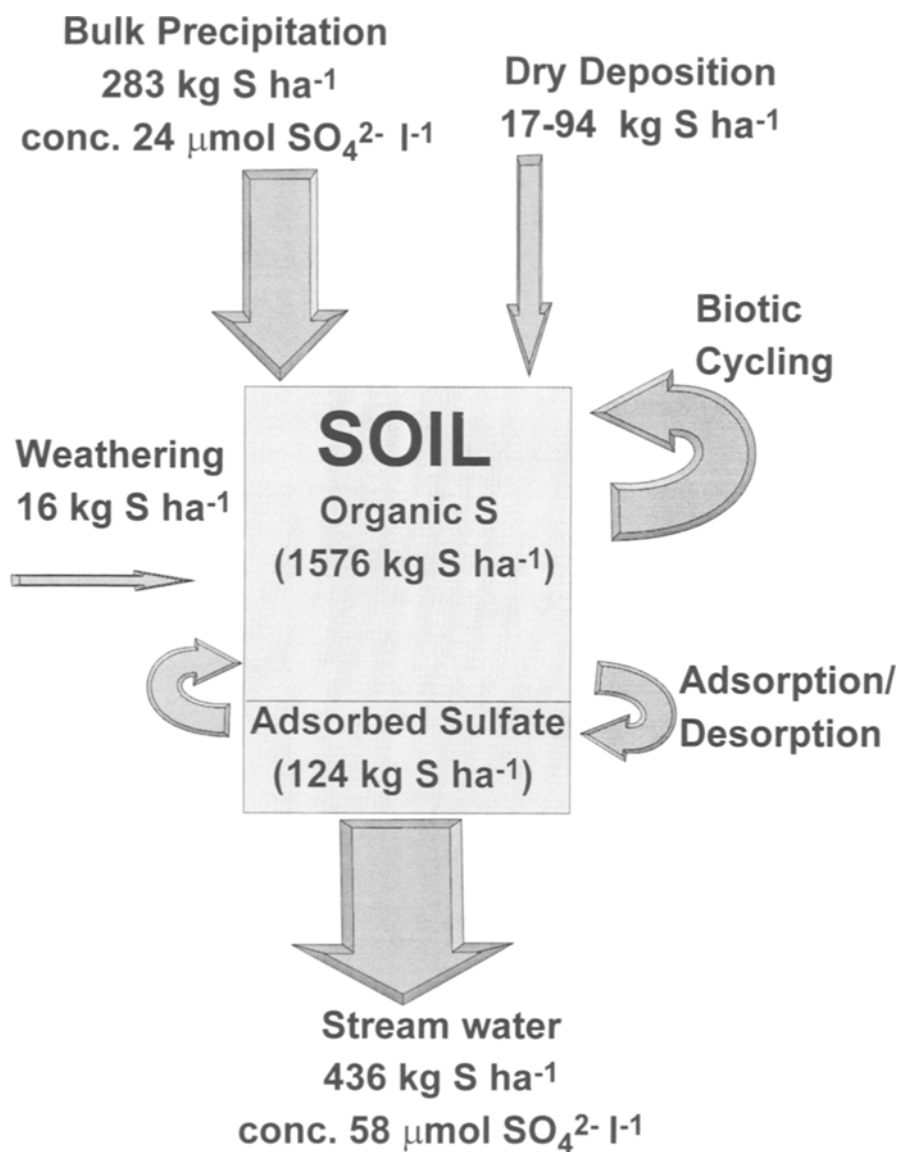 Bulk Precipitation
283 kg S ha⁻¹
conc. 24 μmol SO₄²⁻ l⁻¹
Dry Deposition
17-94 kg S ha⁻¹
Biotic
Cycling
Weathering
16 kg S ha⁻¹
SOIL
Organic S
(1576 kg S ha⁻¹)
Adsorbed Sulfate
(124 kg S ha⁻¹)
Adsorption/
Desorption
Stream water
436 kg S ha⁻¹
conc. 58 μmol SO₄²⁻ l⁻¹